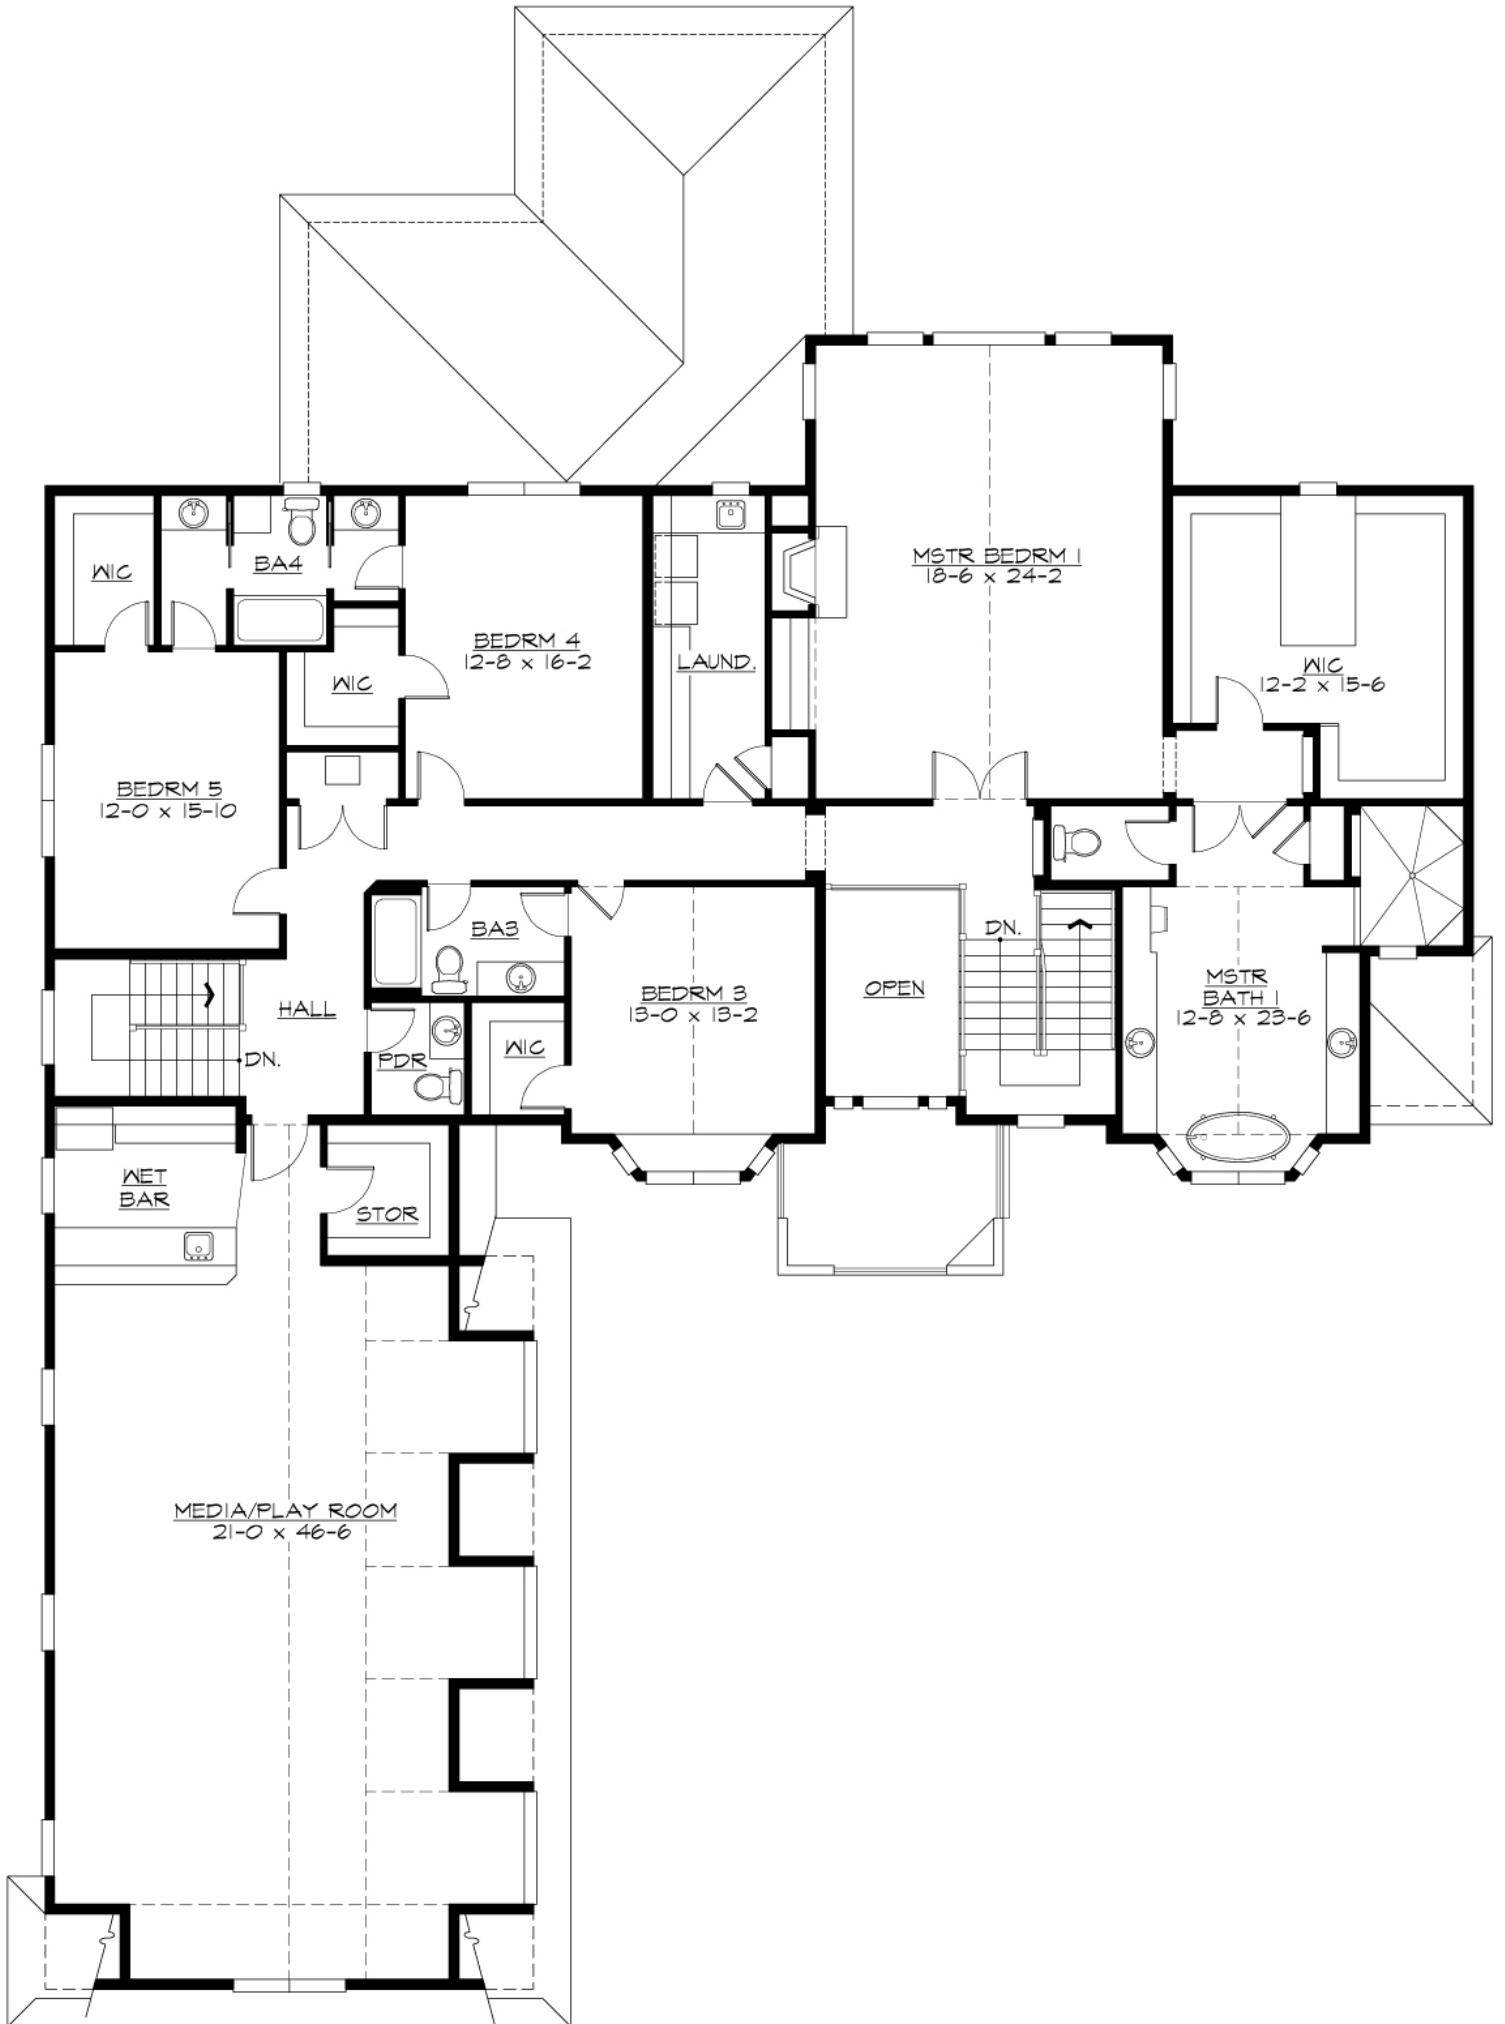 MSTR BEDRM 1
18-6 x 24-2
BA4
WIC
BEDRM 4
12-8 x 16-2
LAUND.
WIC
12-2 x 15-6
WIC
BEDRM 5
12-0 x 15-10
BA3
DN.
OPEN
BEDRM 3
13-0 x 13-2
MSTR
BATH 1
12-8 x 23-6
HALL
WIC
PDR
DN.
WET
BAR
STOR
MEDIA/PLAY ROOM
21-0 x 46-6